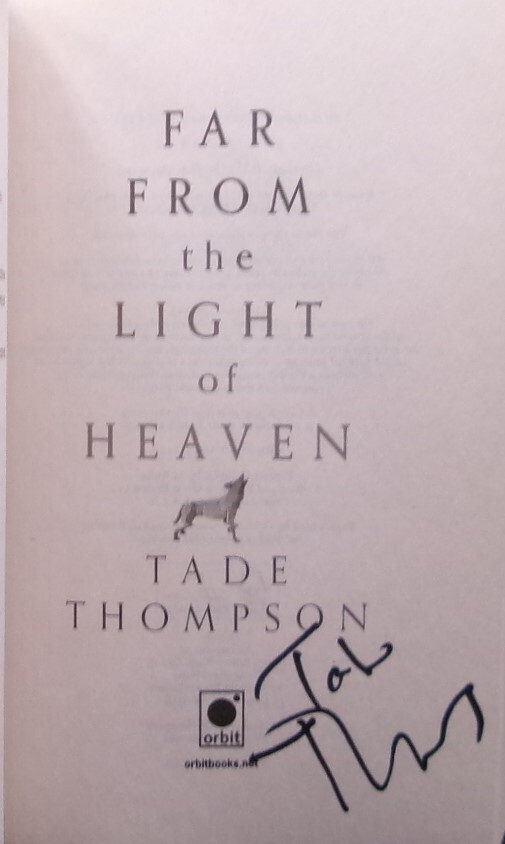 FAR
FROM
the
LIGHT
of
HEAVEN
TADE
THOMPSON
orbit
orbitbooks.net